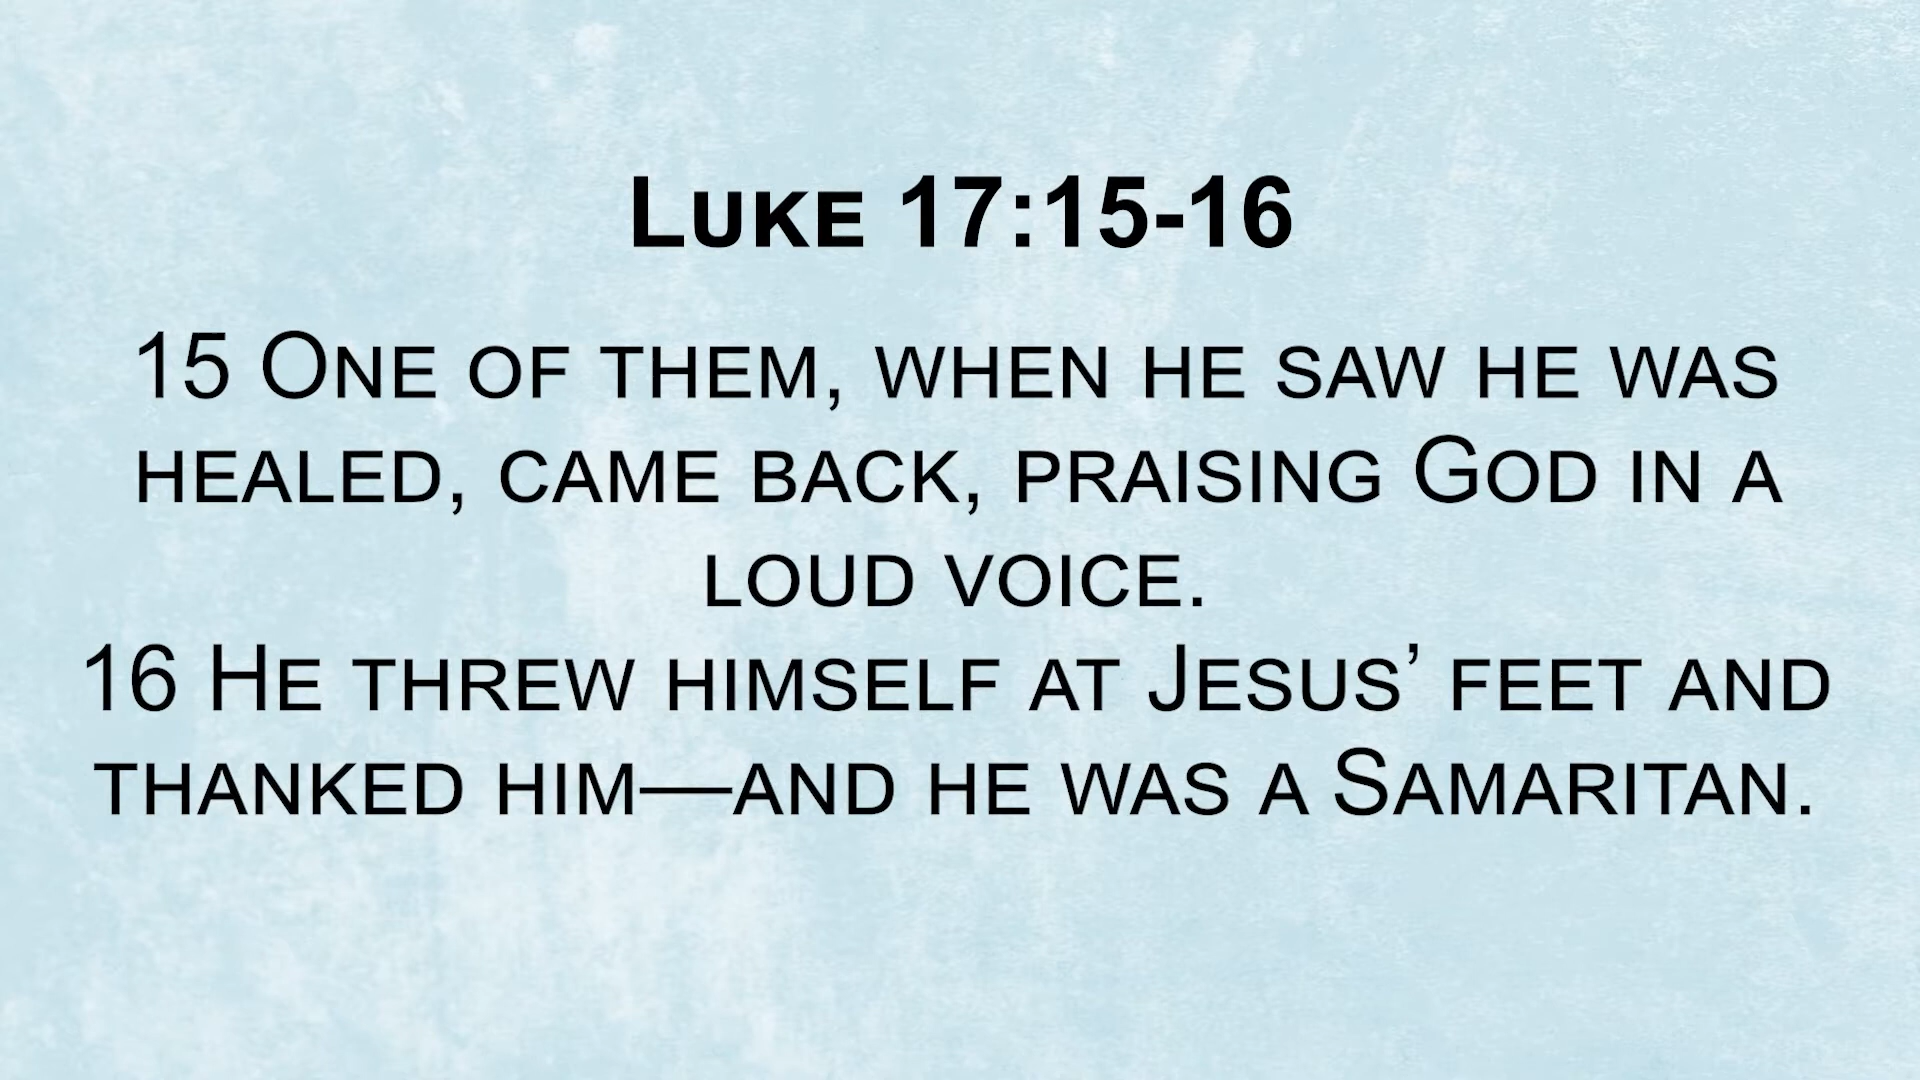 Luke 17:15-16
15 One of them, when he saw he was
healed, came back, praising God in a
loud voice.
16 He threw himself at Jesus’ feet and
thanked him—and he was a Samaritan.